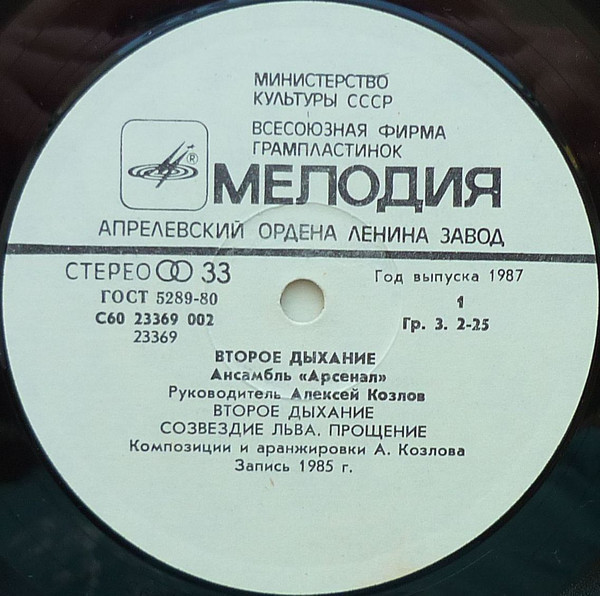 МИНИСТЕРСТВО
КУЛЬТУРЫ СССР
ВСЕСОЮЗНАЯ ФИРМА
ГРАМПЛАСТИНОК
®
МЕЛОДИЯ
АПРЕЛЕВСКИЙ ОРДЕНА ЛЕНИНА ЗАВОД
СТЕРЕО 33
ГОСТ 5289-80
С60 23369 002
23369
Год выпуска 1987
1
Гр. 3. 2-25
ВТОРОЕ ДЫХАНИЕ
Ансамбль «Арсенал»
Руководитель Алексей Козлов
ВТОРОЕ ДЫХАНИЕ
СОЗВЕЗДИЕ ЛЬВА. ПРОЩЕНИЕ
Композиции и аранжировки А. Козлова
Запись 1985 г.